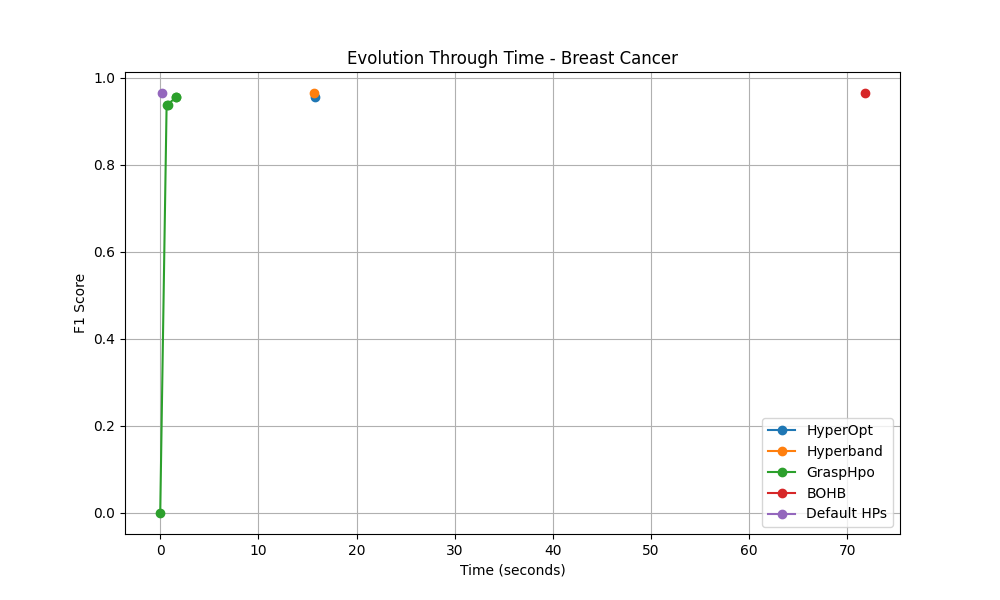 Evolution Through Time - Breast Cancer
1.0
0.8
0.6
0.4
0.2
0.0
F1 Score
0 10 20 30 40 50 60 70
Time (seconds)
HyperOpt
Hyperband
GraspHpo
BOHB
Default HPs